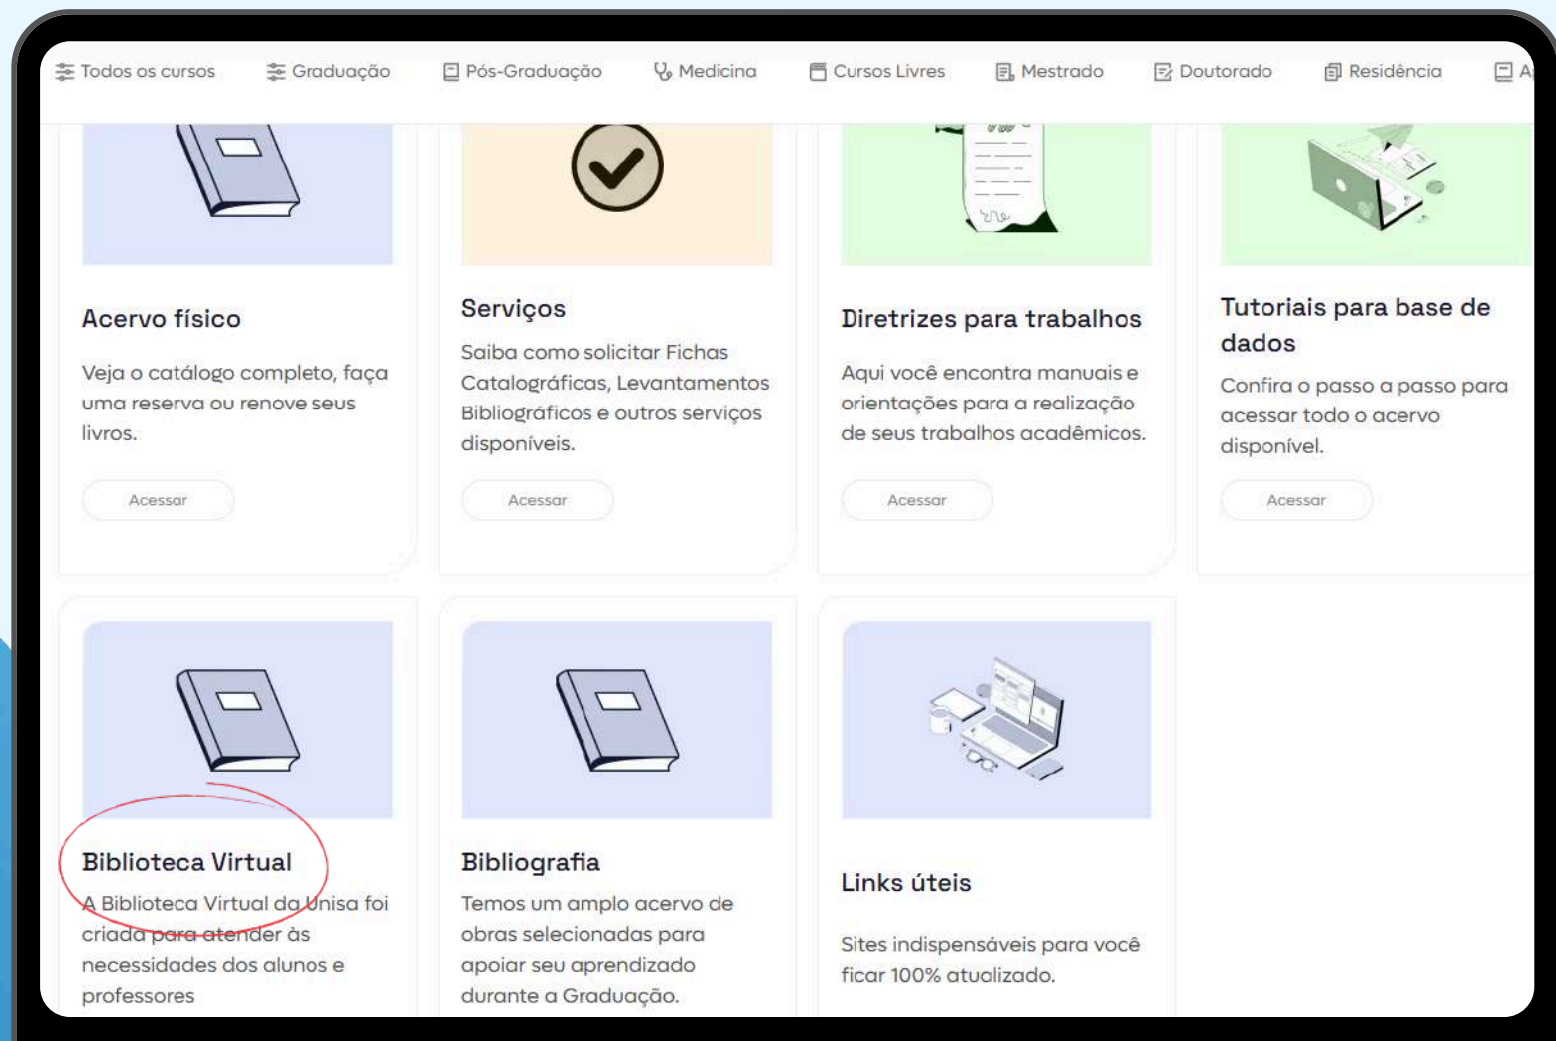 Todos os cursos Graduação Pós-Graduação Medicina Cursos Livres Mestrado Doutorado Residência
Acervo físico
Veja o catálogo completo, faça
uma reserva ou renove seus
livros.
Acessar
Serviços
Saiba como solicitar Fichas
Catalográficas, Levantamentos
Bibliográficos e outros serviços
disponíveis.
Acessar
Diretrizes para trabalhos
Aqui você encontra manuais e
orientações para a realização
de seus trabalhos acadêmicos.
Acessar
Tutoriais para base de
dados
Confira o passo a passo para
acessar todo o acervo
disponível.
Acessar
Biblioteca Virtual
A Biblioteca Virtual da Unisa foi
criada para atender às
necessidades dos alunos e
professores
Bibliografia
Temos um amplo acervo de
obras selecionadas para
apoiar seu aprendizado
durante a Graduação.
Links úteis
Sites indispensáveis para você
ficar 100% atualizado.